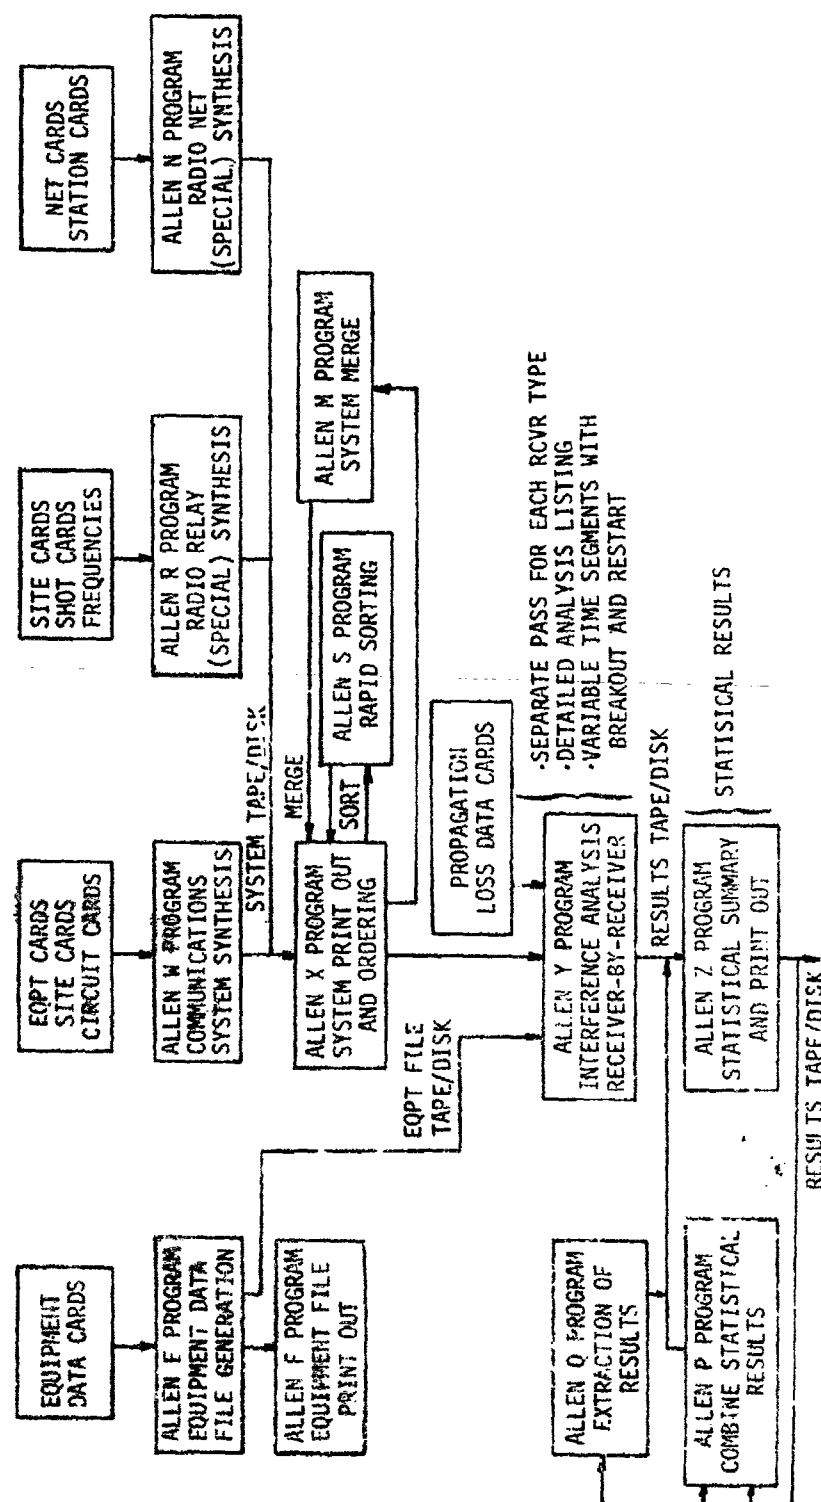 EQUIPMENT
DATA CARDS
ALLEN E PROGRAM
EQUIPMENT DATA
FILE GENERATION
ALLEN F PROGRAM
EQUIPMENT FILE
PRINT OUT
EQPT CARDS
SITE CARDS
CIRCUIT CARDS
ALLEN W PROGRAM
COMMUNICATIONS
SYSTEM SYNTHESIS
SITE CARDS
SHOT CARDS
FREQUENCIES
ALLEN R PROGRAM
RADIO RELAY
(SPECIAL) SYNTHESIS
NET CARDS
STATION CARDS
ALLEN N PROGRAM
RADIO NET
(SPECIAL) SYNTHESIS
SYSTEM TAPE/DISK
ALLEN X PROGRAM
SYSTEM PRINT OUT
AND ORDERING
MERGE
SORT
ALLEN S PROGRAM
RAPID SORTING
ALLEN M PROGRAM
SYSTEM MERGE
EQPT FILE
TAPE/DISK
PROPAGATION
LOSS DATA CARDS
ALLEN Y PROGRAM
INTERFERENCE ANALYSIS
RECEIVER-BY-RECEIVER
·SEPARATE PASS FOR EACH RCVR TYPE
·DETAILED ANALYSIS LISTING
·VARIABLE TIME SEGMENTS WITH
BREAKOUT AND RESTART
RESULTS TAPE/DISK
ALLEN Q PROGRAM
EXTRACTION OF
RESULTS
ALLEN P PROGRAM
COMBINE STATISTICAL
RESULTS
ALLEN Z PROGRAM
STATISTICAL SUMMARY
AND PRINT OUT
STATISICAL RESULTS
RESULTS TAPE/DISK